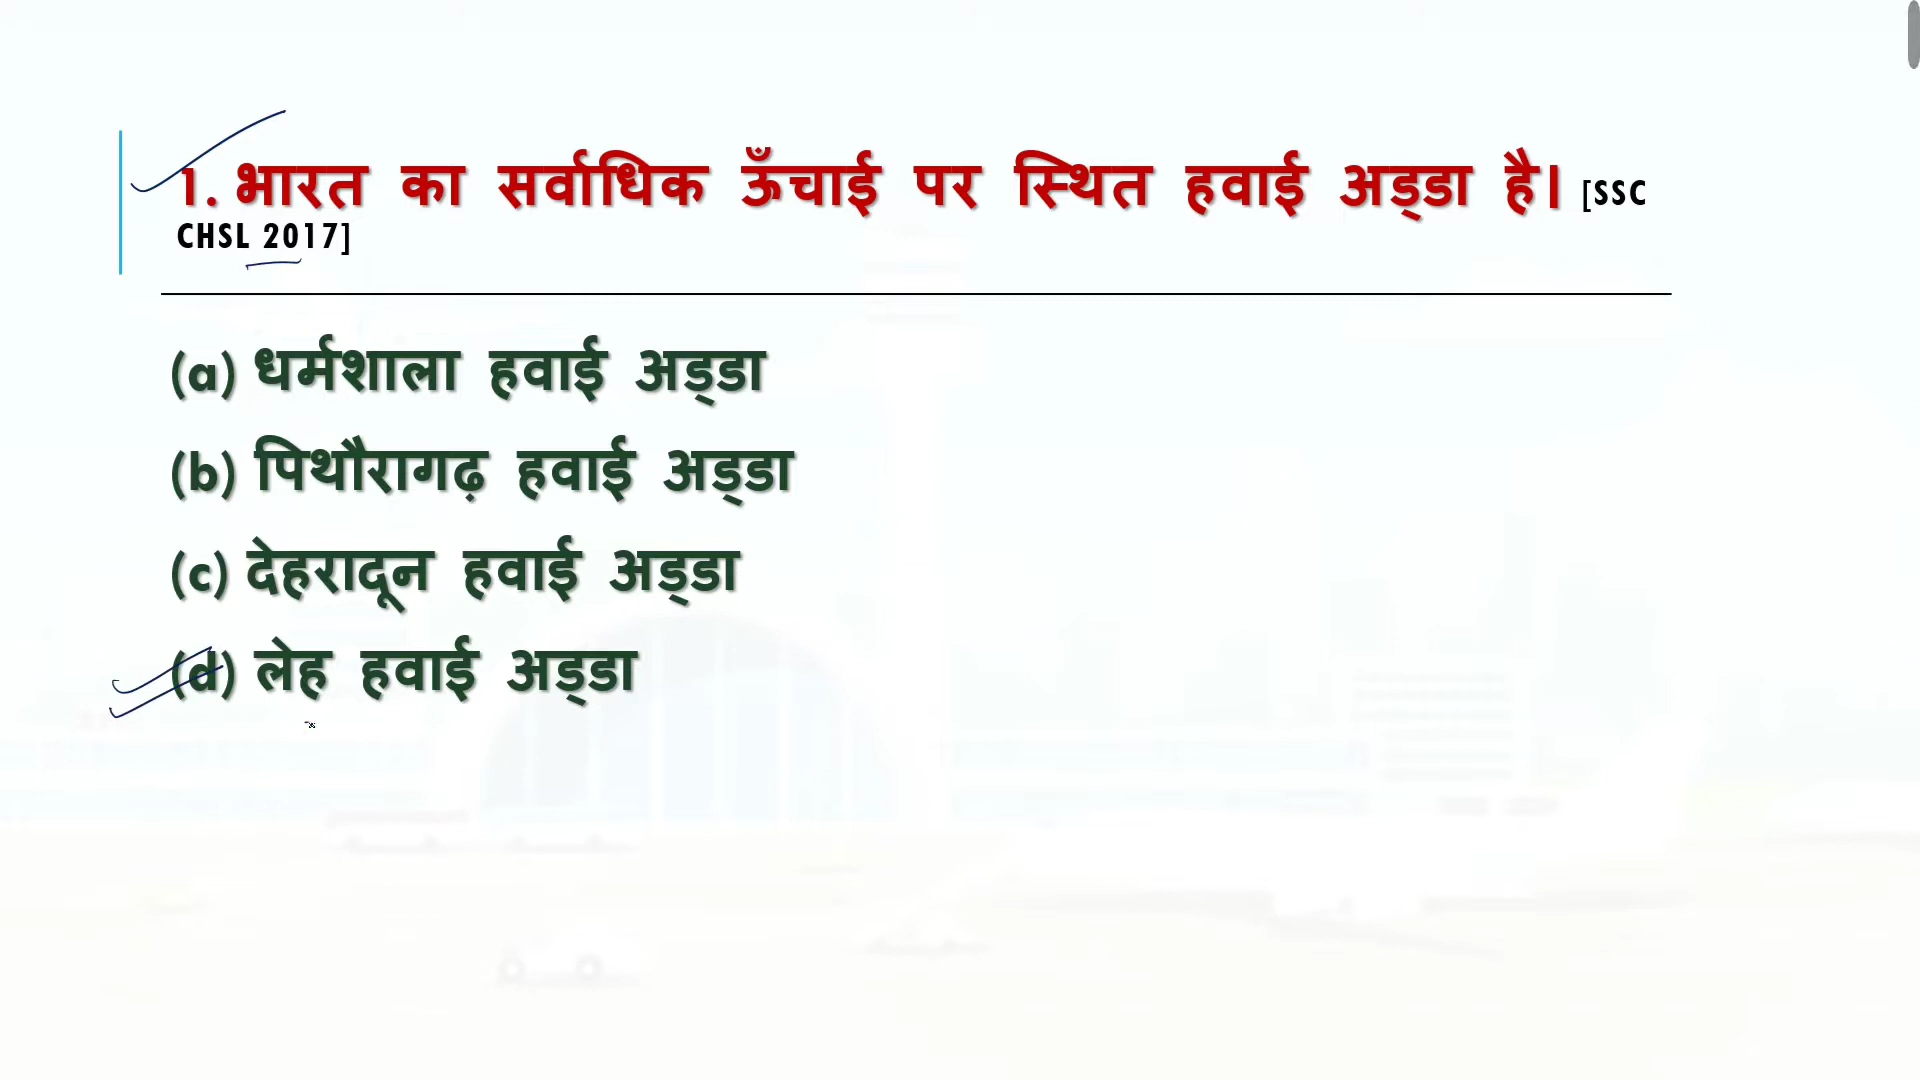 1. भारत का सर्वाधिक ऊँचाई पर स्थित हवाई अड्डा है। [SSC
CHSL 2017]
(a) धर्मशाला हवाई अड्डा
(b) पिथौरागढ़ हवाई अड्डा
(c) देहरादून हवाई अड्डा
(d) लेह हवाई अड्डा